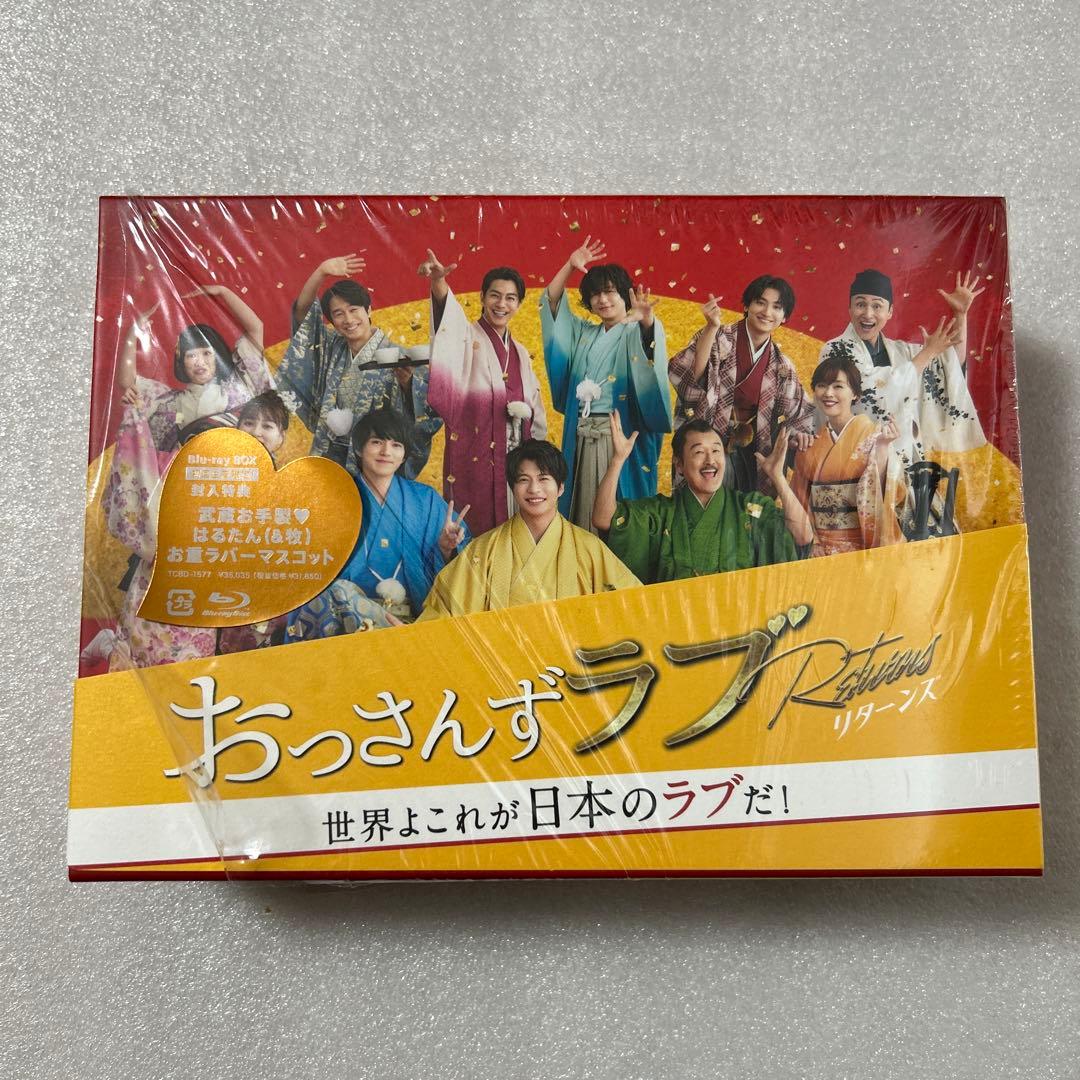 Blu-ray BOX
封入特典
武蔵お手製♥
はるたん(&牧)
お重ラバーマスコット
TCBD-1577
Blu-ray Disc
おっさんずラブ
Returns
リターンズ
世界よこれが日本のラブだ!